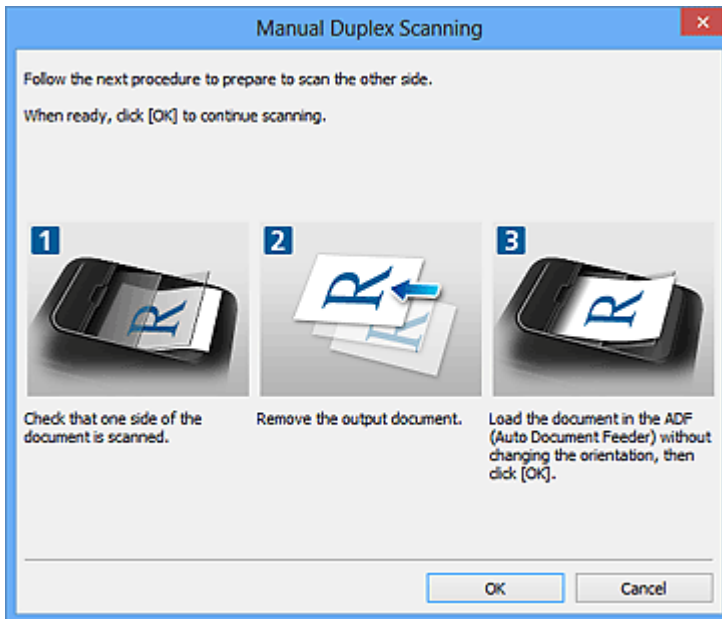 Manual Duplex Scanning
Follow the next procedure to prepare to scan the other side.
When ready, click [OK] to continue scanning.
1
2
3
R
R
R
R
Check that one side of the
document is scanned.
Remove the output document.
Load the document in the ADF
(Auto Document Feeder) without
changing the orientation, then
click [OK].
OK
Cancel